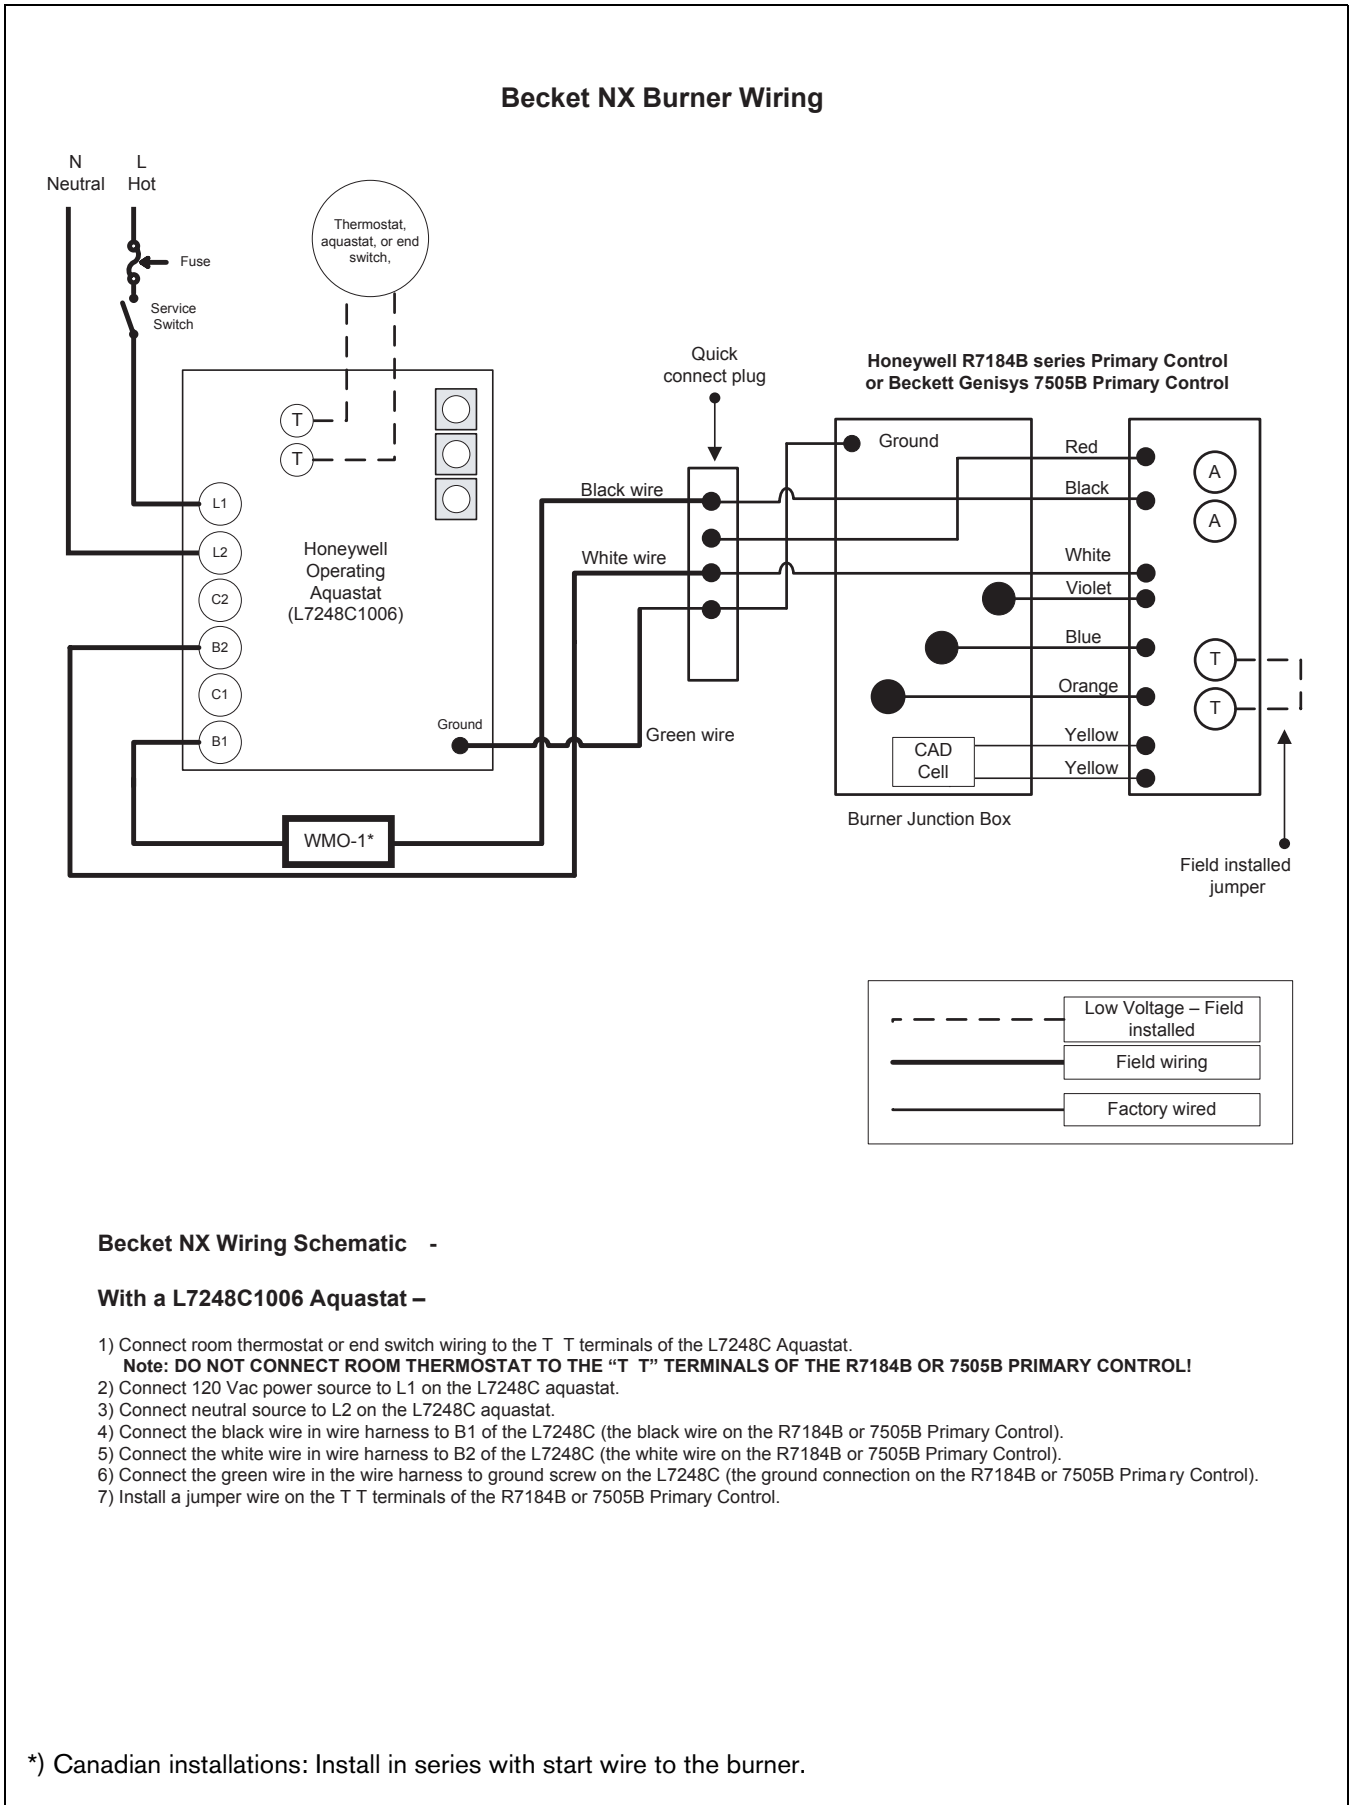 Becket NX Burner Wiring
N
Neutral
L
Hot
Fuse
Service
Switch
Thermostat,
aquastat, or end
switch,
T
T
L1
L2
C2
B2
C1
B1
Honeywell
Operating
Aquastat
(L7248C1006)
Ground
WMO-1*
Quick
connect plug
Black wire
White wire
Green wire
Honeywell R7184B series Primary Control
or Beckett Genisys 7505B Primary Control
Ground
Red
Black
White
Violet
Blue
Orange
Yellow
Yellow
CAD
Cell
Burner Junction Box
A
A
T
T
Field installed
jumper
Low Voltage – Field
installed
Field wiring
Factory wired
Becket NX Wiring Schematic -
With a L7248C1006 Aquastat –
1) Connect room thermostat or end switch wiring to the T T terminals of the L7248C Aquastat.
Note: DO NOT CONNECT ROOM THERMOSTAT TO THE “T T” TERMINALS OF THE R7184B OR 7505B PRIMARY CONTROL!
2) Connect 120 Vac power source to L1 on the L7248C aquastat.
3) Connect neutral source to L2 on the L7248C aquastat.
4) Connect the black wire in wire harness to B1 of the L7248C (the black wire on the R7184B or 7505B Primary Control).
5) Connect the white wire in wire harness to B2 of the L7248C (the white wire on the R7184B or 7505B Primary Control).
6) Connect the green wire in the wire harness to ground screw on the L7248C (the ground connection on the R7184B or 7505B Primary Control).
7) Install a jumper wire on the T T terminals of the R7184B or 7505B Primary Control.
*) Canadian installations: Install in series with start wire to the burner.